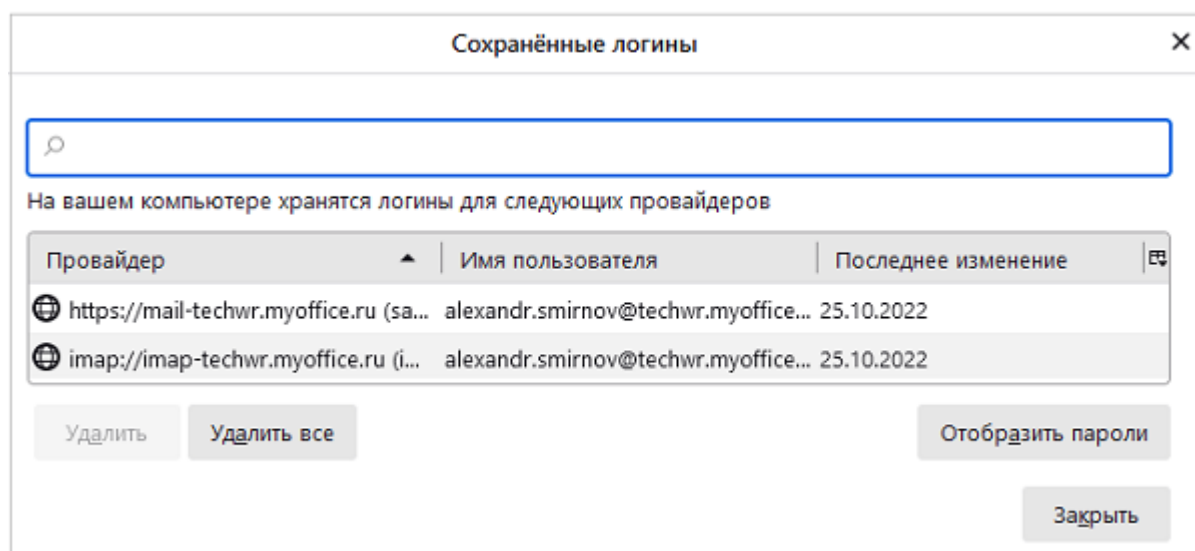 Сохранённые логины
На вашем компьютере хранятся логины для следующих провайдеров
Провайдер Имя пользователя Последнее изменение
https://mail-techwr.myoffice.ru (sa... alexandr.smirnov@techwr.myoffice... 25.10.2022
imap://imap-techwr.myoffice.ru (i... alexandr.smirnov@techwr.myoffice... 25.10.2022
Удалить Удалить все Отобразить пароли
Закрыть